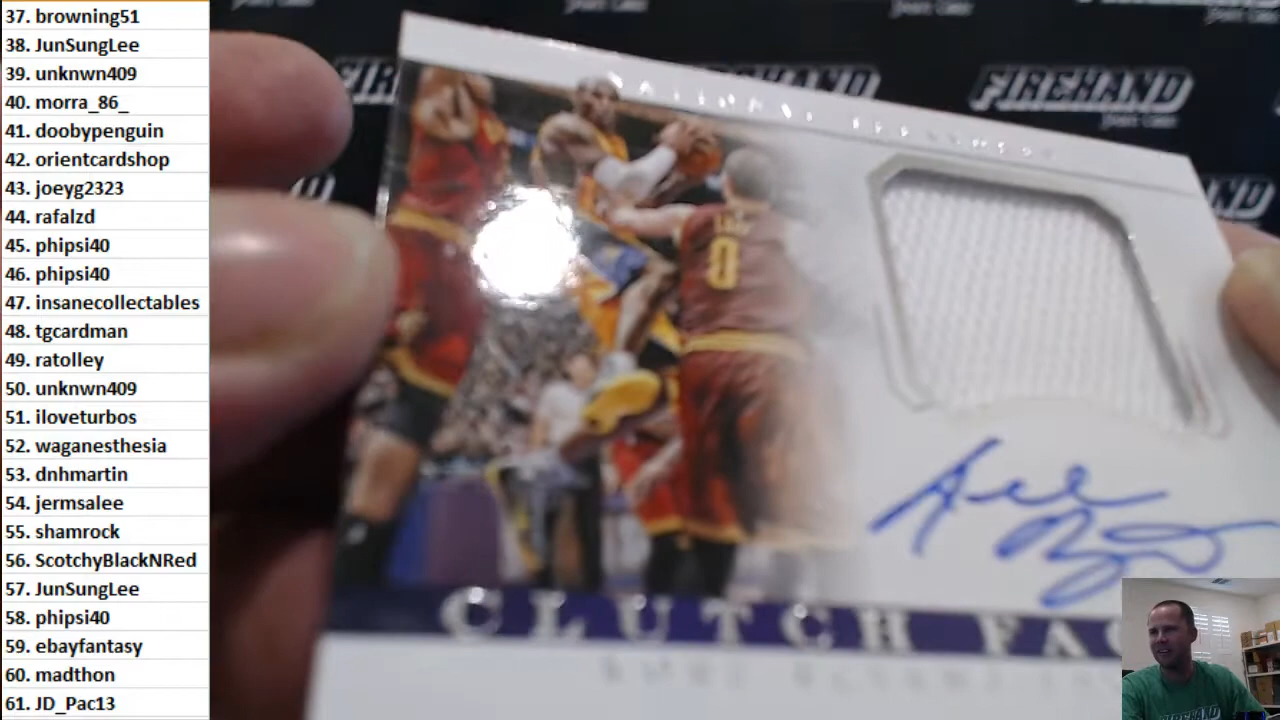 37. browning51
38. JunSungLee
39. unknwn409
40. morra_86_
41. doobypenguin
42. orientcardshop
43. joeyg2323
44. rafalzd
45. phipsi40
46. phipsi40
47. insanecollectables
48. tgcardman
49. ratolley
50. unknwn409
51. iloveturbos
52. waganesthesia
53. dnhmartin
54. jermsalee
55. shamrock
56. ScotchyBlackNRed
57. JunSungLee
58. phipsi40
59. ebayfantasy
60. madthon
61. JD_Pac13
FIREHAND
0
CLUTCH FAC
FIREHAND